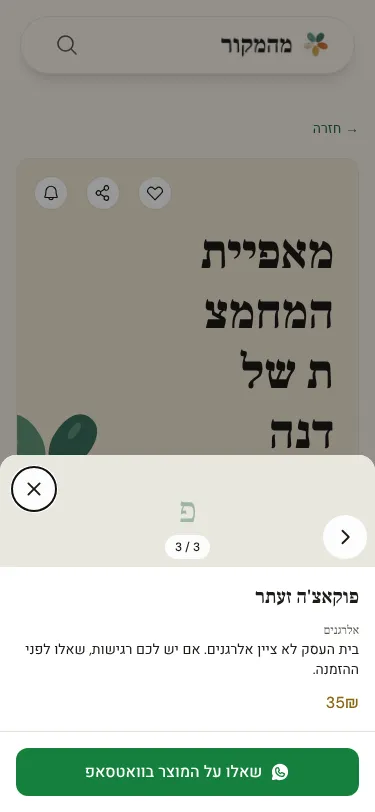 מהמקור
→ חזרה
מאפיית
המחמצ
ת של
דנה
פ
3 / 3
פוקאצ'ה זעתר
אלרגנים
בית העסק לא ציין אלרגנים. אם יש לכם רגישות, שאלו לפני
ההזמנה.
35₪
שאלו על המוצר בוואטסאפ